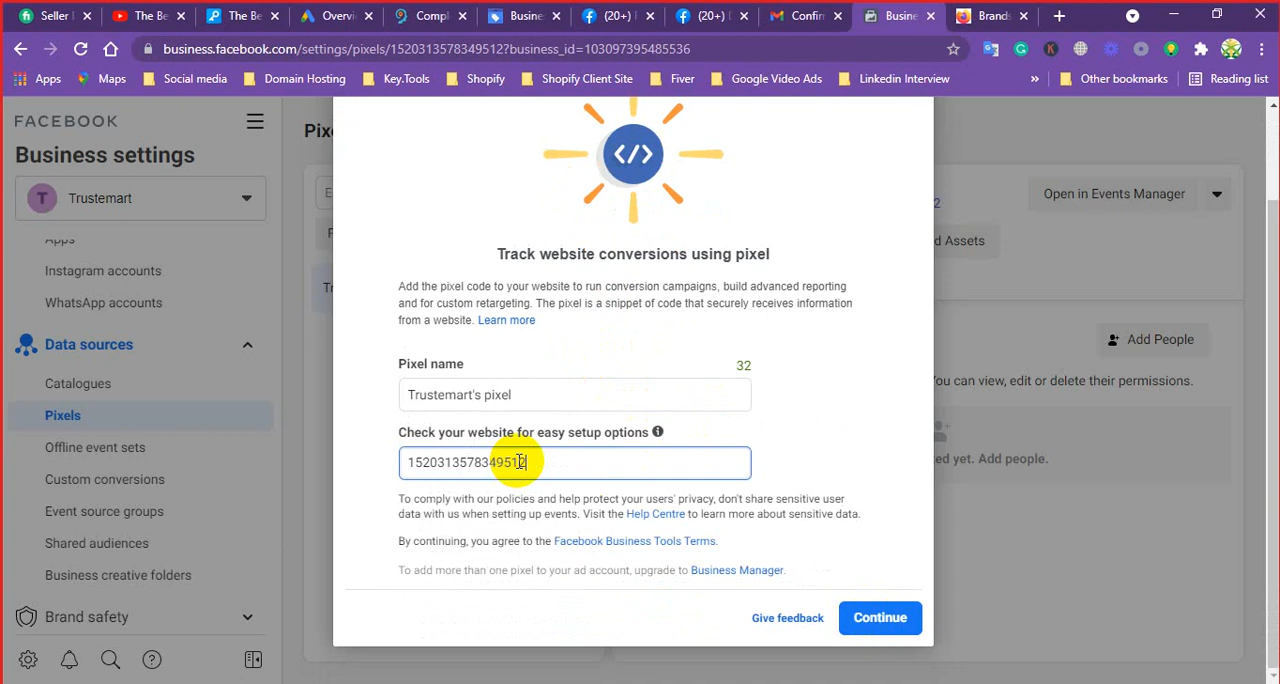 Seller
The Be
The Be
Overvi
Compl
Busine
(20+) F
(20+) (
Confirr
Busine
Brands
business.facebook.com/settings/pixels/1520313578349512?business_id=103097395485536
Apps
Maps
Social media
Domain Hosting
Key.Tools
Shopify
Shopify Client Site
Fiver
Google Video Ads
Linkedin Interview
»
Other bookmarks
Reading list
FACEBOOK
Business settings
T
Trustemart
Apps
Instagram accounts
WhatsApp accounts
Data sources
Catalogues
Pixels
Offline event sets
Custom conversions
Event source groups
Shared audiences
Business creative folders
Brand safety
Pixe
</>
Track website conversions using pixel
Add the pixel code to your website to run conversion campaigns, build advanced reporting
and for custom retargeting. The pixel is a snippet of code that securely receives information
from a website. Learn more
Pixel name
32
Trustemart's pixel
Check your website for easy setup options
1520313578349512
To comply with our policies and help protect your users' privacy, don't share sensitive user
data with us when setting up events. Visit the Help Centre to learn more about sensitive data.
By continuing, you agree to the Facebook Business Tools Terms.
To add more than one pixel to your ad account, upgrade to Business Manager.
Give feedback
Continue
2
Open in Events Manager
d Assets
Add People
You can view, edit or delete their permissions.
ted yet. Add people.